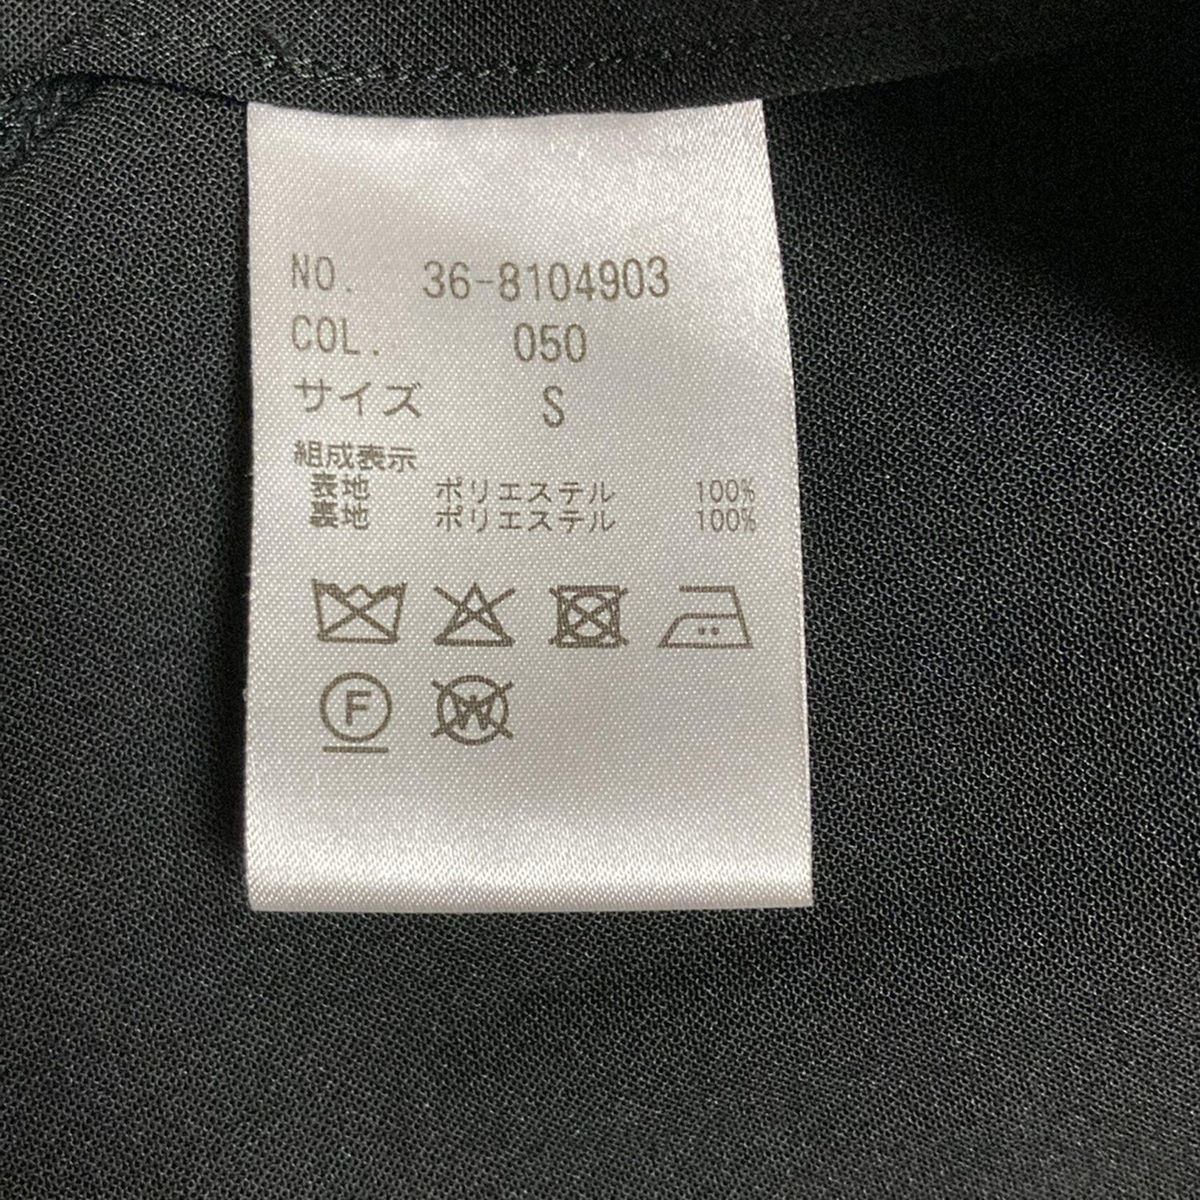 NO. 36-8104903
COL. 050
サイズ S
組成表示
表地 ポリエステル 100%
裏地 ポリエステル 100%
F W